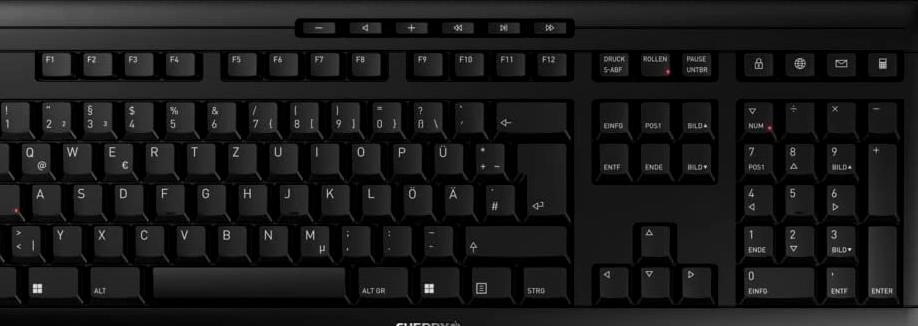 F1 F2 F3 F4 F5 F6 F7 F8 F9 F10 F11 F12
DRUCK ROLLEN PAUSE
S-ABF UNTBR
! " § $ % & / ( ) = ?
1 2 ² 3 ³ 4 5 6 7 { 8 [ 9 ] 0 } ß \
EINFG POS1 BILD▲
NUM ÷ × −
Q W E R T Z U I O P Ü *
@ € + ~
ENTF ENDE BILD▼
7 8 9 +
POS1 △ BILD▲
A S D F G H J K L Ö Ä '
#
4 5 6
◁ ▷
> Y X C V B N M ; : −
< | µ , . -
1 2 3
ENDE ▽ BILD▼
ALT ALT GR STRG
0 ,
EINFG ENTF ENTER
CHERRY